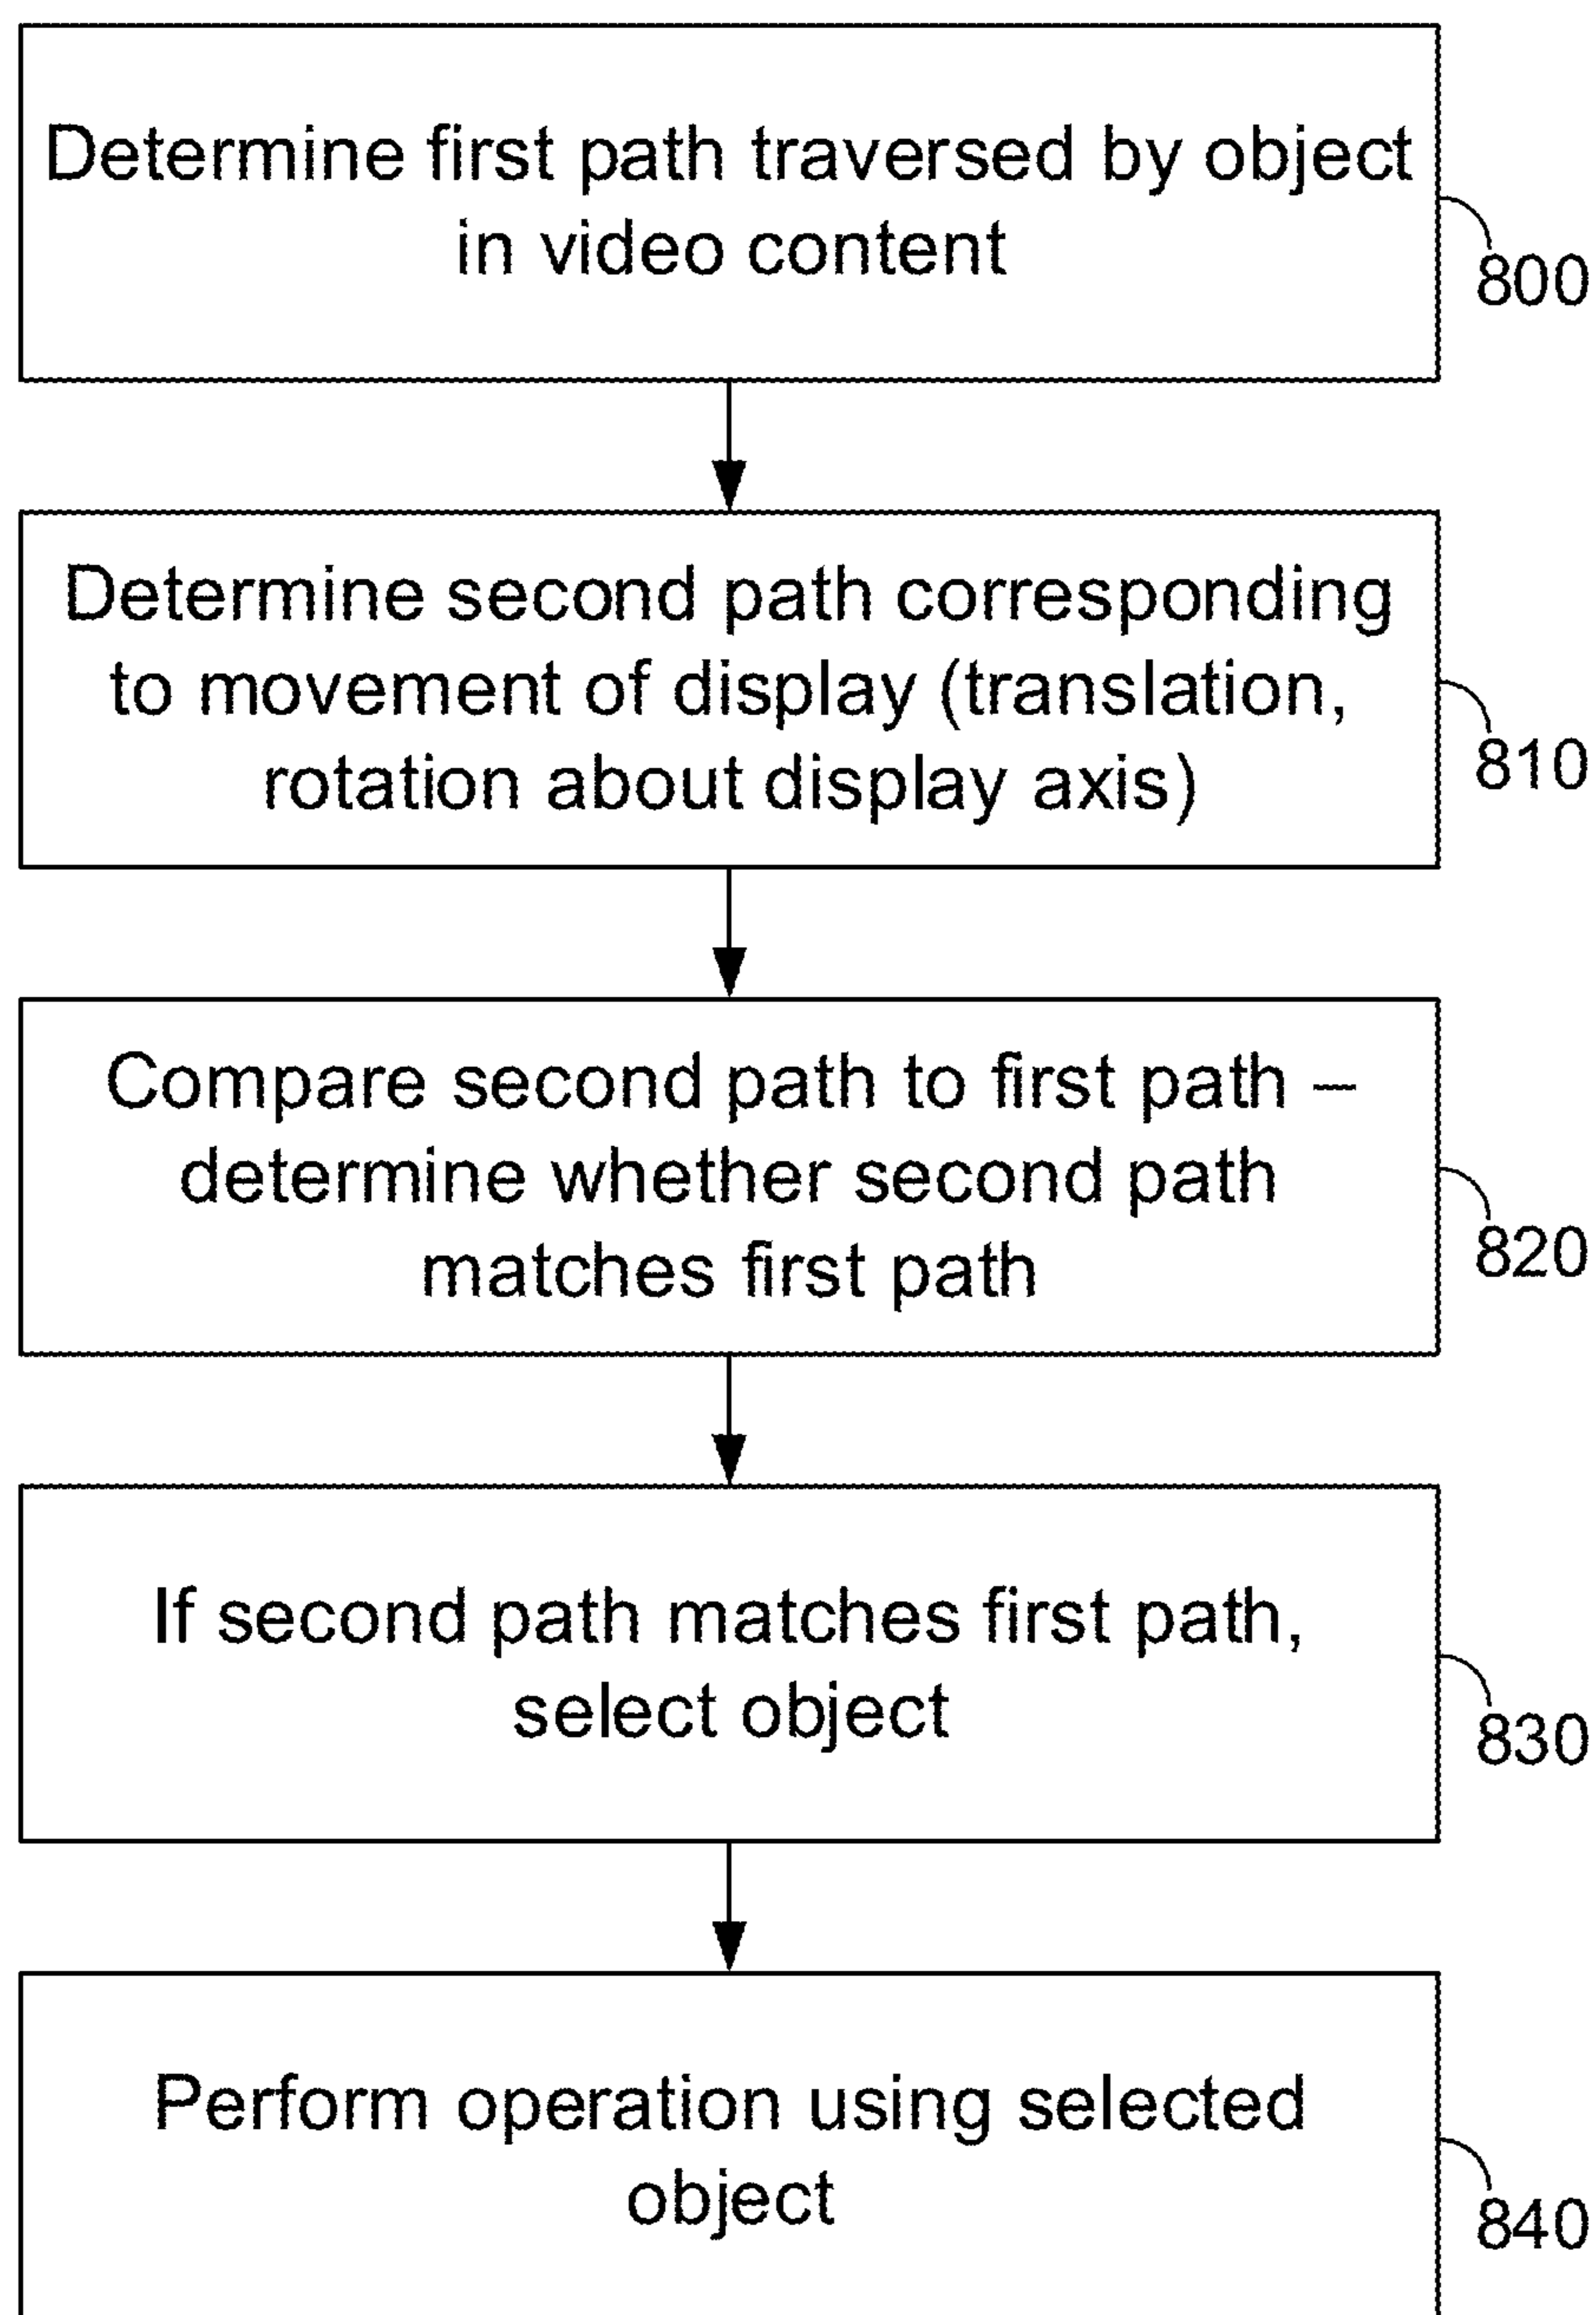 Determine first path traversed by object
in video content
800
Determine second path corresponding
to movement of display (translation,
rotation about display axis)
810
Compare second path to first path –
determine whether second path
matches first path
820
If second path matches first path,
select object
830
Perform operation using selected
object
840